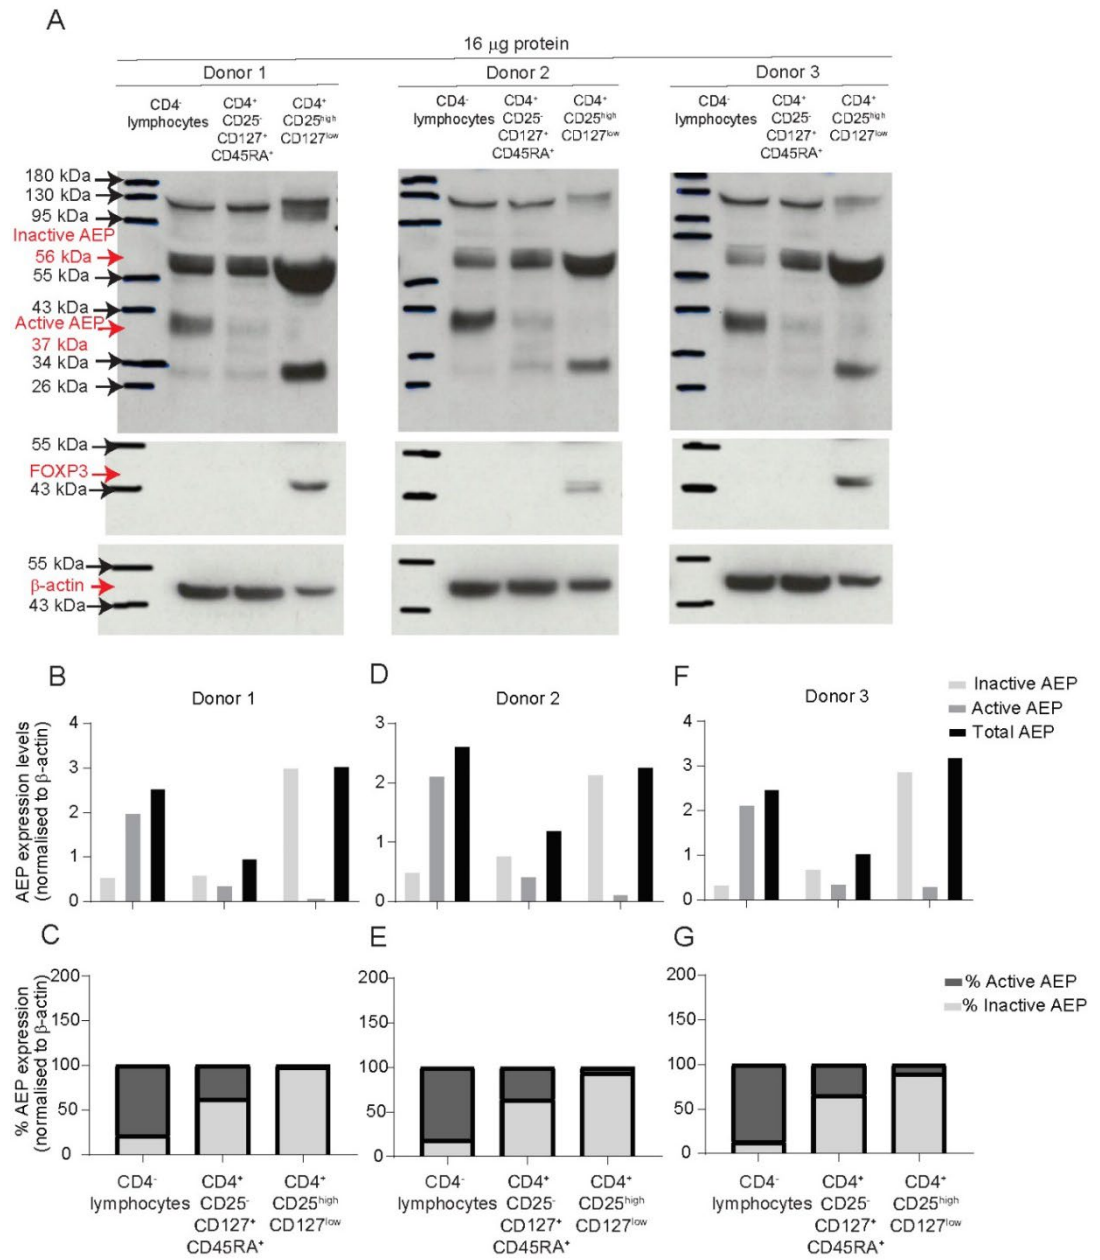 A
16 μg protein
Donor 1
Donor 2
Donor 3
CD4⁻
lymphocytes
CD4⁺
CD25⁻
CD127⁺
CD45RA⁺
CD4⁺
CD25ʰⁱᵍʰ
CD127ˡᵒʷ
CD4⁻
lymphocytes
CD4⁺
CD25⁻
CD127⁺
CD45RA⁺
CD4⁺
CD25ʰⁱᵍʰ
CD127ˡᵒʷ
CD4⁻
lymphocytes
CD4⁺
CD25⁻
CD127⁺
CD45RA⁺
CD4⁺
CD25ʰⁱᵍʰ
CD127ˡᵒʷ
180 kDa
130 kDa
95 kDa
Inactive AEP
56 kDa
55 kDa
43 kDa
Active AEP
37 kDa
34 kDa
26 kDa
55 kDa
FOXP3
43 kDa
55 kDa
β-actin
43 kDa
B
Donor 1
D
Donor 2
F
Donor 3
Inactive AEP
Active AEP
Total AEP
AEP expression levels
(normalised to β-actin)
4
3
2
1
0
3
2
1
0
4
3
2
1
0
C
E
G
% Active AEP
% Inactive AEP
% AEP expression
(normalised to β-actin)
200
150
100
50
0
200
150
100
50
0
200
150
100
50
0
CD4⁻
lymphocytes
CD4⁺
CD25⁻
CD127⁺
CD45RA⁺
CD4⁺
CD25ʰⁱᵍʰ
CD127ˡᵒʷ
CD4⁻
lymphocytes
CD4⁺
CD25⁻
CD127⁺
CD45RA⁺
CD4⁺
CD25ʰⁱᵍʰ
CD127ˡᵒʷ
CD4⁻
lymphocytes
CD4⁺
CD25⁻
CD127⁺
CD45RA⁺
CD4⁺
CD25ʰⁱᵍʰ
CD127ˡᵒʷ